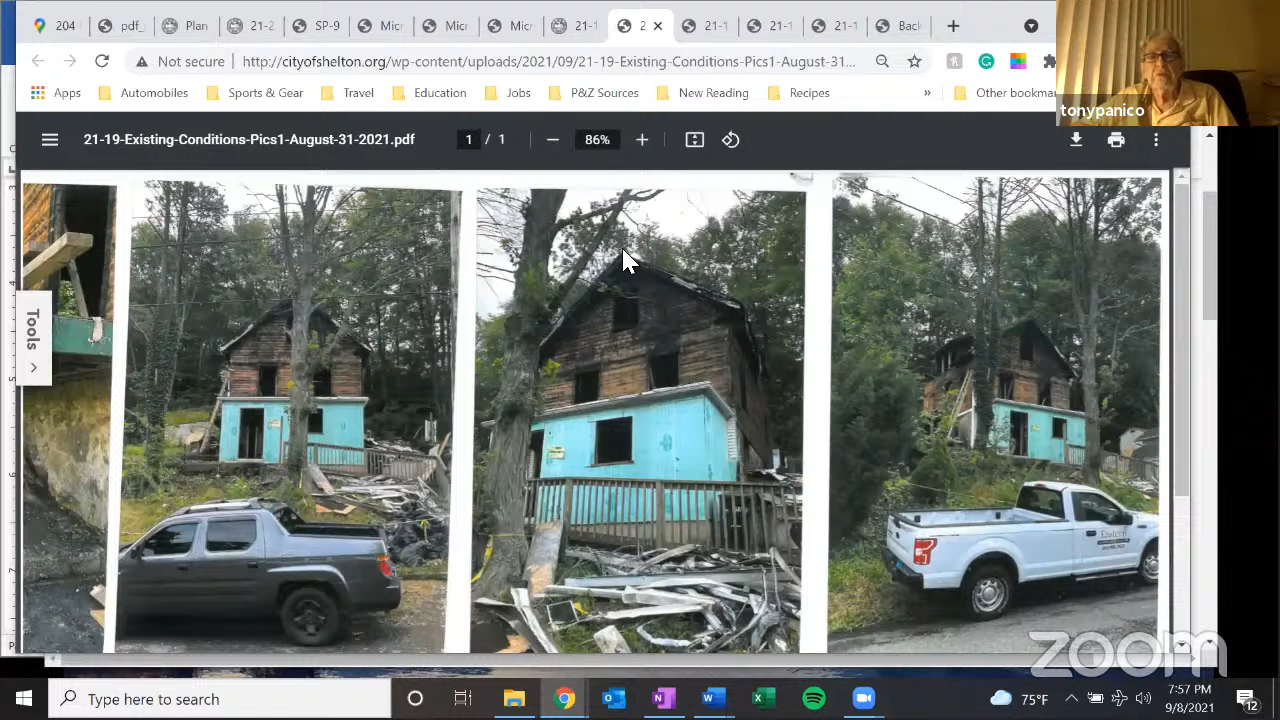 204
pdf_
Plan
21-2
SP-9
Micr
Micr
Micr
21-1
2
21-1
21-1
21-1
Back
Not secure
http://cityofshelton.org/wp-content/uploads/2021/09/21-19-Existing-Conditions-Pics1-August-31-2021....
Apps
Automobiles
Sports & Gear
Travel
Education
Jobs
P&Z Sources
New Reading
Recipes
»
Other bookmar
tonypanico
21-19-Existing-Conditions-Pics1-August-31-2021.pdf
1 / 1
86%
Tools
Eastern
zoom
Type here to search
75°F
7:57 PM
9/8/2021
12